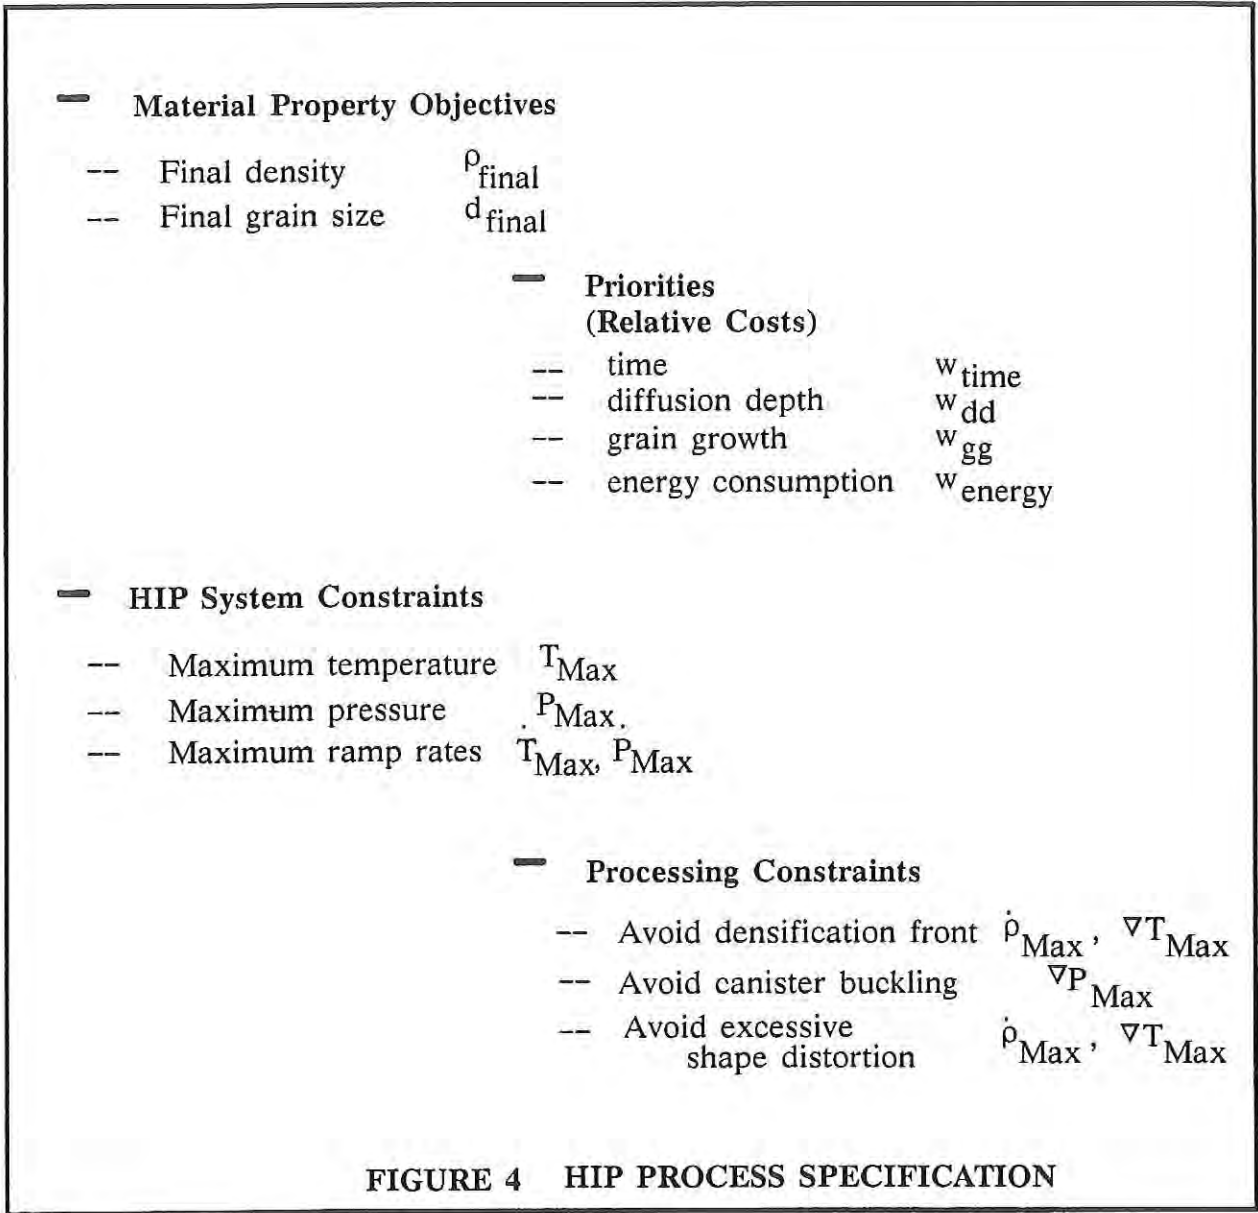 — Material Property Objectives
-- Final density ρfinal
-- Final grain size dfinal
— Priorities
(Relative Costs)
-- time wtime
-- diffusion depth wdd
-- grain growth wgg
-- energy consumption wenergy
— HIP System Constraints
-- Maximum temperature TMax
-- Maximum pressure PMax
-- Maximum ramp rates ṪMax, ṖMax
— Processing Constraints
-- Avoid densification front ρ̇Max, ∇TMax
-- Avoid canister buckling ∇PMax
-- Avoid excessive
shape distortion ρ̇Max, ∇TMax
FIGURE 4 HIP PROCESS SPECIFICATION